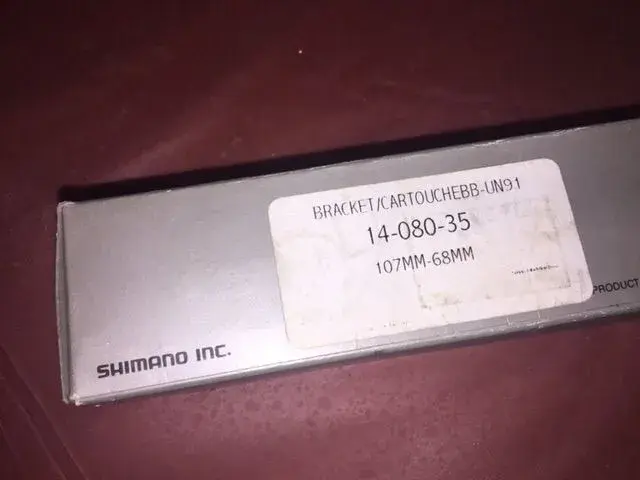 BRACKET/CARTOUCHEBB-UN91
14-080-35
107MM-68MM
PRODUCT
SHIMANO INC.